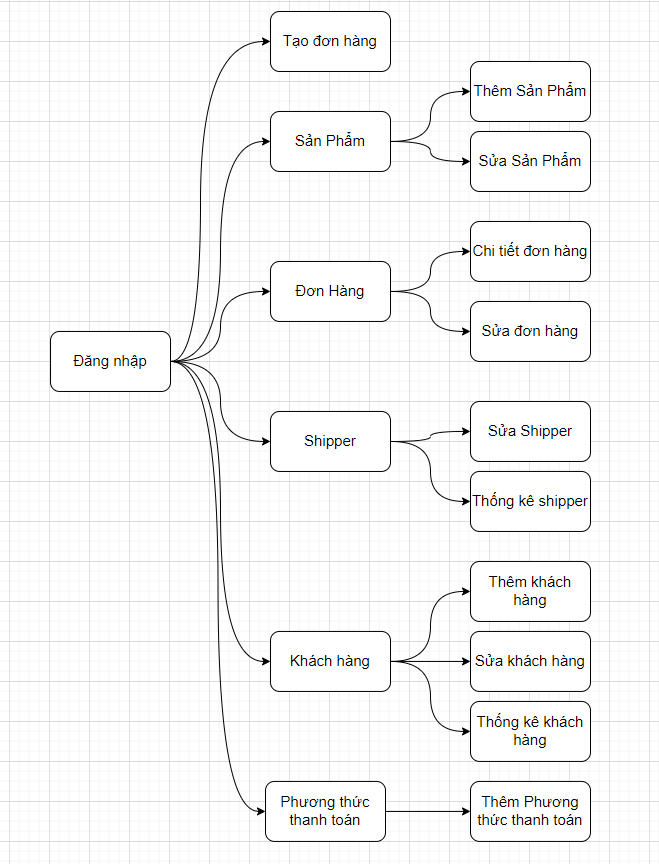 Tạo đơn hàng
Thêm Sản Phẩm
Sản Phẩm
Sửa Sản Phẩm
Chi tiết đơn hàng
Đơn Hàng
Sửa đơn hàng
Đăng nhập
Sửa Shipper
Shipper
Thống kê shipper
Thêm khách
hàng
Khách hàng
Sửa khách hàng
Thống kê khách
hàng
Phương thức
thanh toán
Thêm Phương
thức thanh toán